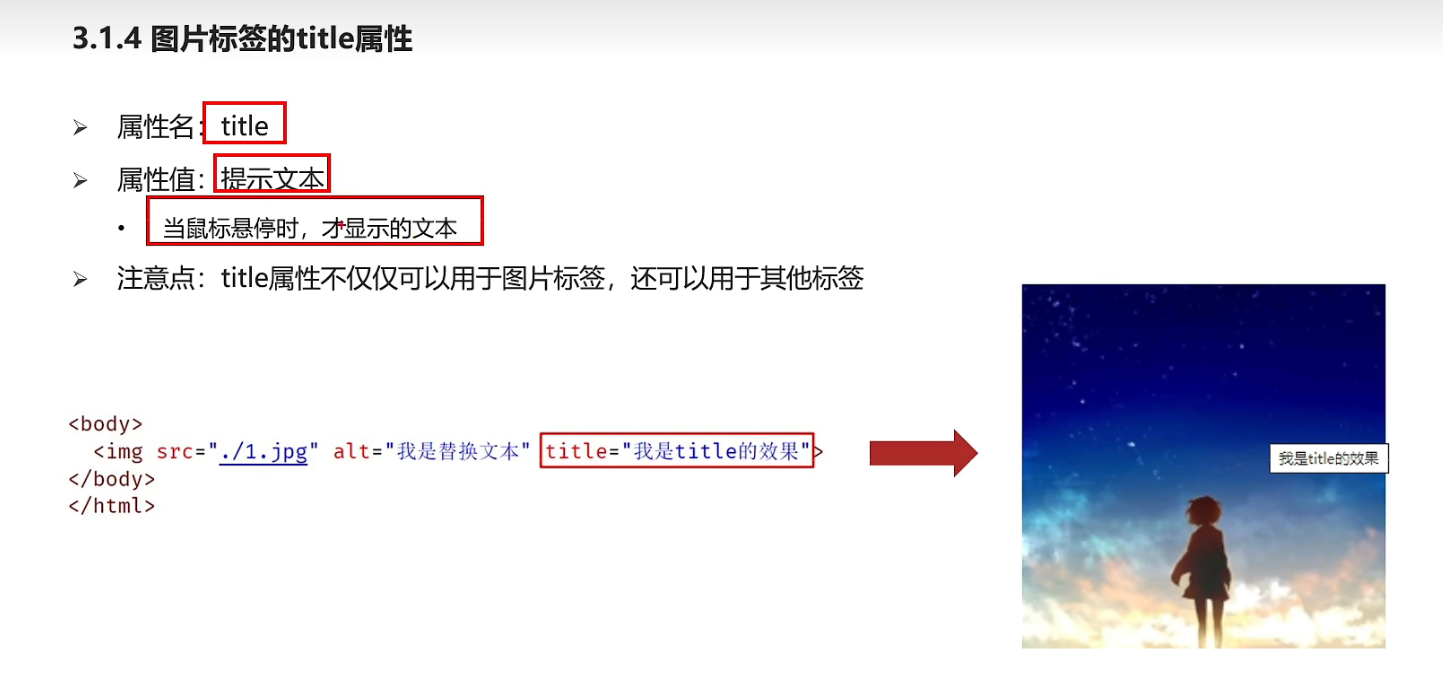 3.1.4 图片标签的title属性
➢ 属性名：title
➢ 属性值：提示文本
• 当鼠标悬停时，才显示的文本
➢ 注意点：title属性不仅仅可以用于图片标签，还可以用于其他标签
<body>
<img src="./1.jpg" alt="我是替换文本" title="我是title的效果">
</body>
</html>
我是title的效果